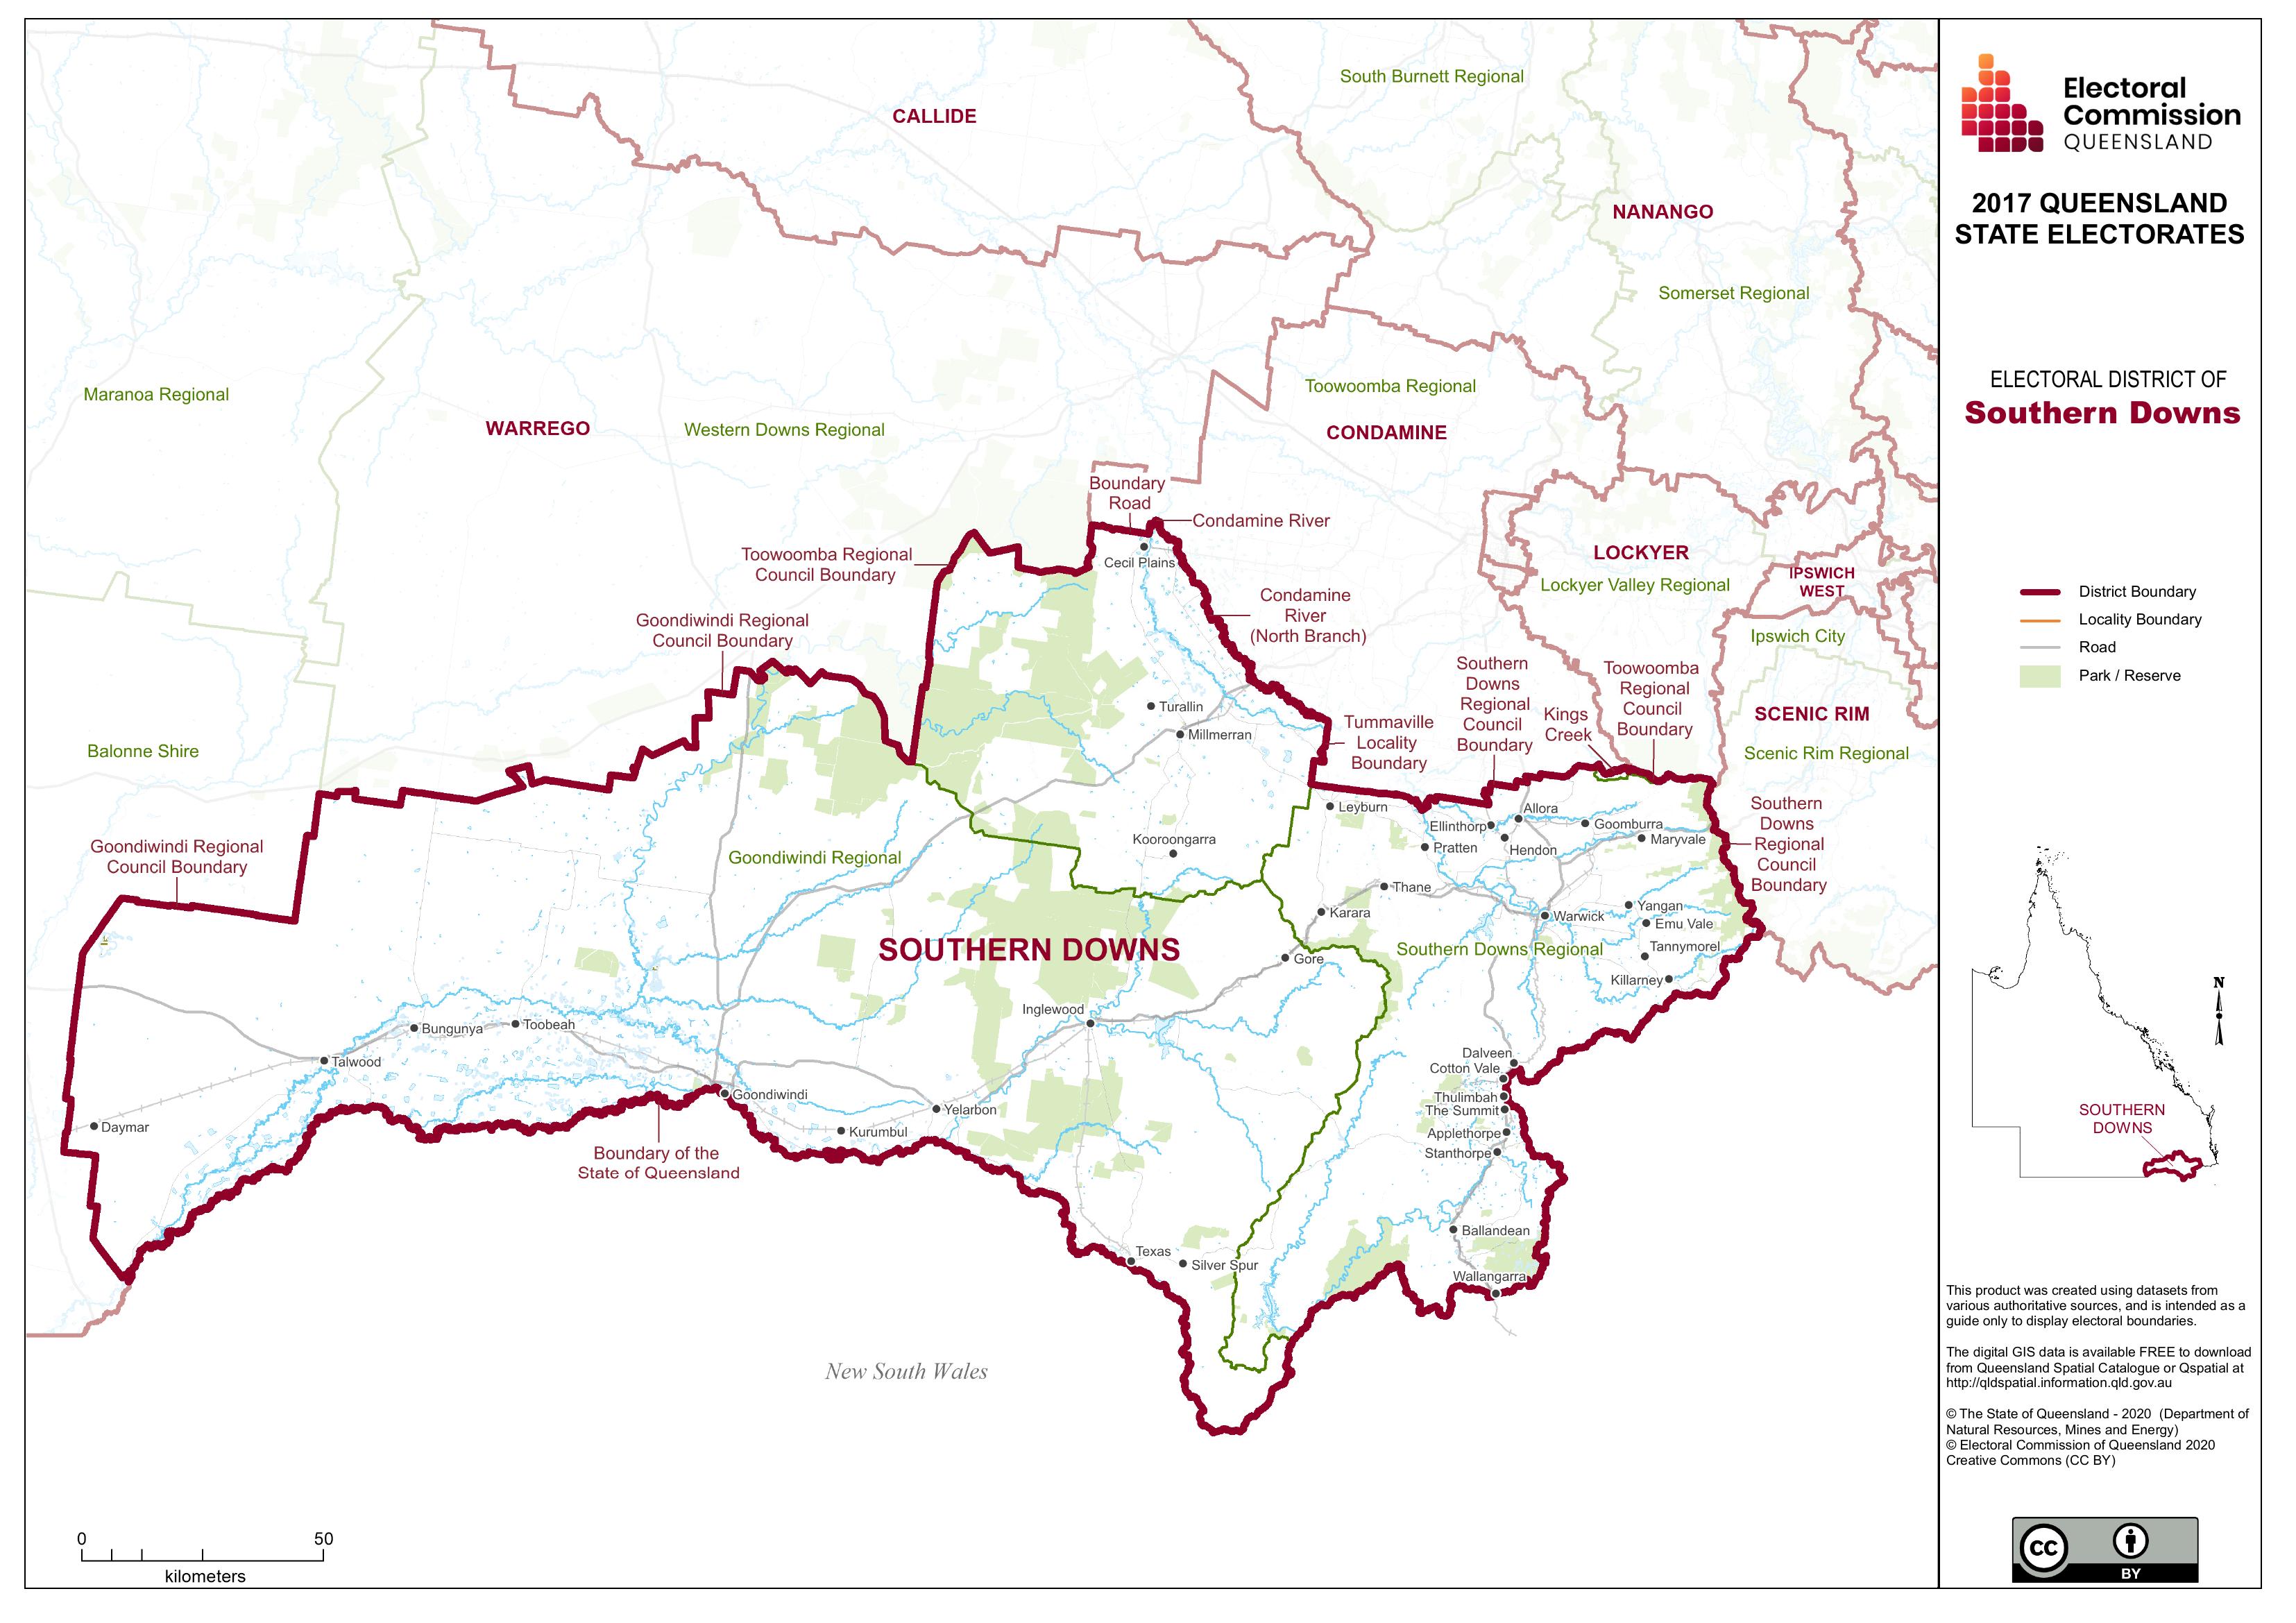 CALLIDE
South Burnett Regional
NANANGO
Somerset Regional
Maranoa Regional
WARREGO
Western Downs Regional
Toowoomba Regional
CONDAMINE
Boundary
Road
Condamine River
Toowoomba Regional
Council Boundary
Cecil Plains
LOCKYER
Lockyer Valley Regional
IPSWICH
WEST
Ipswich City
Condamine
River
(North Branch)
Goondiwindi Regional
Council Boundary
Southern
Downs
Regional
Council
Boundary
Kings
Creek
Toowoomba
Regional
Council
Boundary
SCENIC RIM
Scenic Rim Regional
Turallin
Millmerran
Tummaville
Locality
Boundary
Balonne Shire
Goondiwindi Regional
Council Boundary
Goondiwindi Regional
Kooroongarra
Leyburn
Allora
Ellinthorp
Goomburra
Pratten
Hendon
Maryvale
Southern
Downs
Regional
Council
Boundary
Thane
Karara
Warwick
Yangan
Emu Vale
Tannymorel
Killarney
SOUTHERN DOWNS
Southern Downs Regional
Gore
Inglewood
Bungunya
Toobeah
Talwood
Daymar
Goondiwindi
Yelarbon
Kurumbul
Boundary of the
State of Queensland
Dalveen
Cotton Vale
Thulimbah
The Summit
Applethorpe
Stanthorpe
Ballandean
Wallangarra
Texas
Silver Spur
New South Wales
0 50
kilometers
Electoral
Commission
QUEENSLAND
2017 QUEENSLAND
STATE ELECTORATES
ELECTORAL DISTRICT OF
Southern Downs
District Boundary
Locality Boundary
Road
Park / Reserve
N
SOUTHERN
DOWNS
This product was created using datasets from
various authoritative sources, and is intended as a
guide only to display electoral boundaries.
The digital GIS data is available FREE to download
from Queensland Spatial Catalogue or Qspatial at
http://qldspatial.information.qld.gov.au
© The State of Queensland - 2020 (Department of
Natural Resources, Mines and Energy)
© Electoral Commission of Queensland 2020
Creative Commons (CC BY)
CC
BY